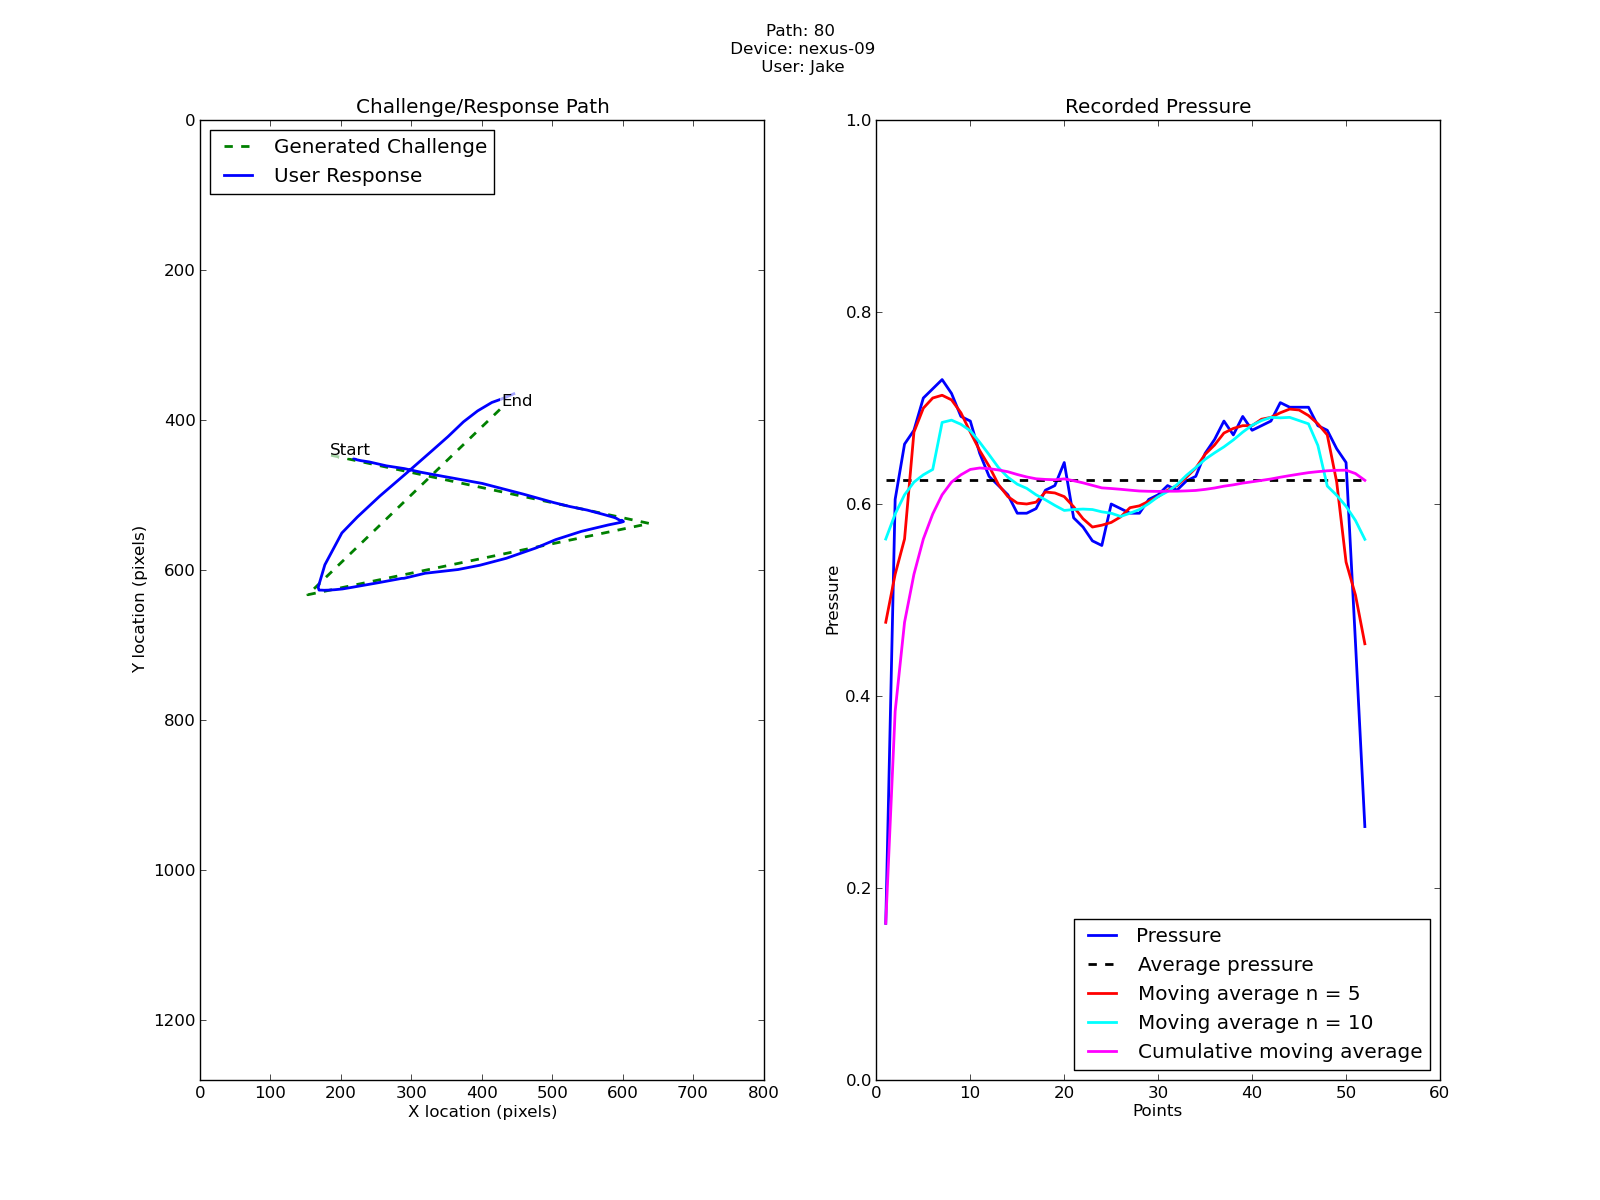 Path: 80
Device: nexus-09
User: Jake
Challenge/Response Path
Generated Challenge
User Response
0
200
400
600
800
1000
1200
Y location (pixels)
Start
End
0 100 200 300 400 500 600 700 800
X location (pixels)
Recorded Pressure
1.0
0.8
0.6
0.4
0.2
0.0
Pressure
Pressure
Average pressure
Moving average n = 5
Moving average n = 10
Cumulative moving average
0 10 20 30 40 50 60
Points